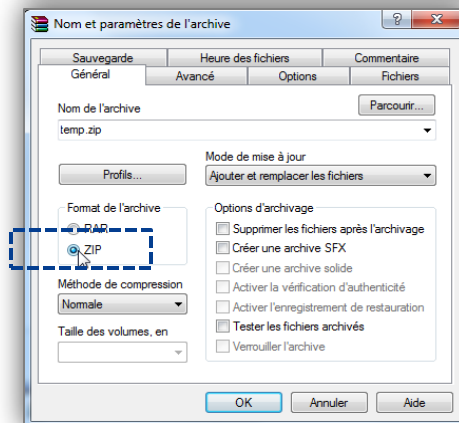 Nom et paramètres de l'archive
Sauvegarde Heure des fichiers Commentaire
Général Avancé Options Fichiers
Nom de l'archive
Parcourir...
temp.zip
Mode de mise à jour
Profils... Ajouter et remplacer les fichiers
Format de l'archive
RAR
ZIP
Méthode de compression
Normale
Taille des volumes, en
Options d'archivage
Supprimer les fichiers après l'archivage
Créer une archive SFX
Créer une archive solide
Activer la vérification d'authenticité
Activer l'enregistrement de restauration
Tester les fichiers archivés
Verrouiller l'archive
OK Annuler Aide